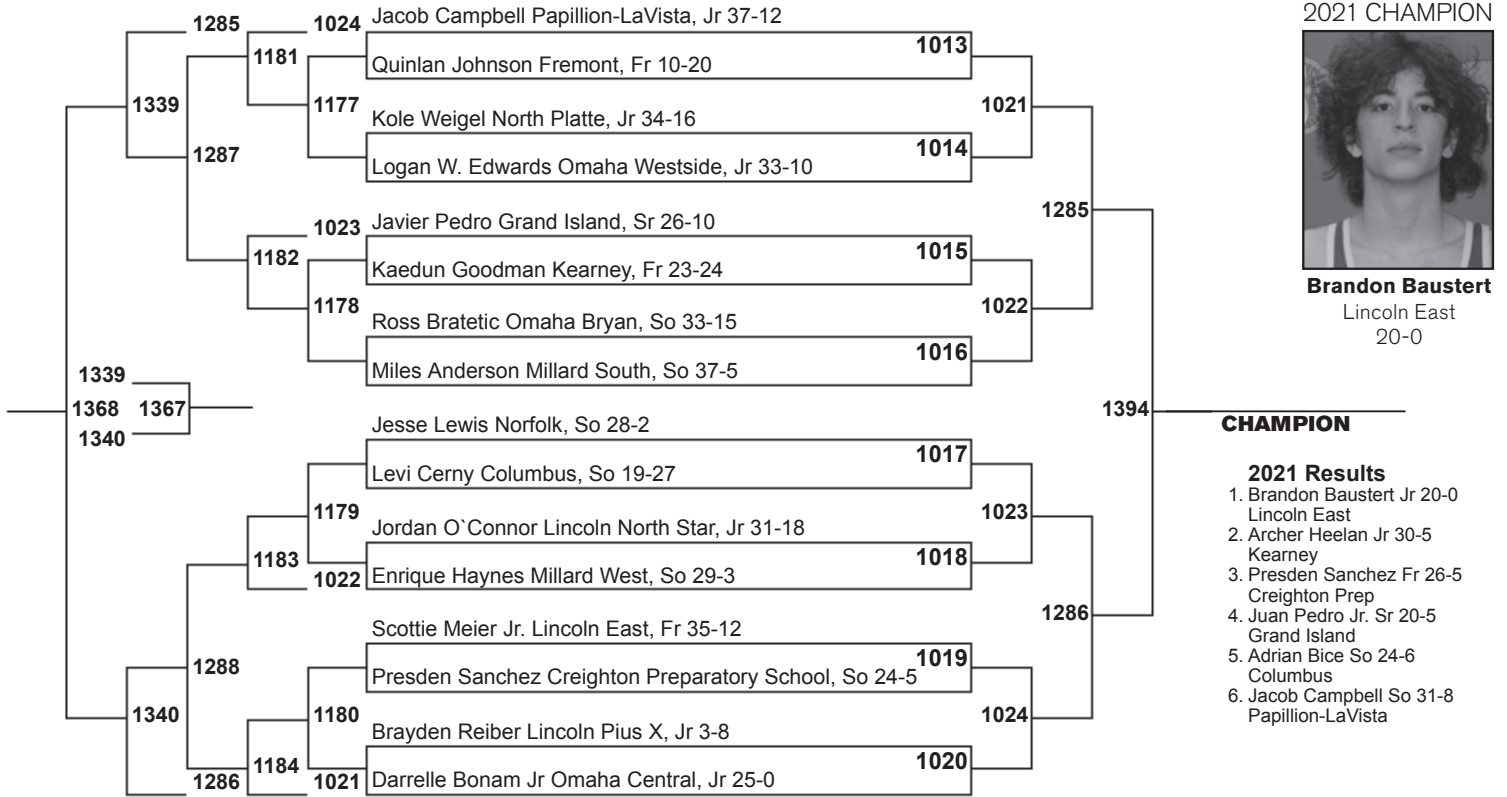 1285
1024
Jacob Campbell Papillion-LaVista, Jr 37-12
1013
1181
Quinlan Johnson Fremont, Fr 10-20
1339
1177
1021
Kole Weigel North Platte, Jr 34-16
1014
1287
Logan W. Edwards Omaha Westside, Jr 33-10
1285
1023
Javier Pedro Grand Island, Sr 26-10
1015
1182
Kaedun Goodman Kearney, Fr 23-24
1178
1022
Ross Bratetic Omaha Bryan, So 33-15
1016
Miles Anderson Millard South, So 37-5
1339
1368
1367
1340
1394
Jesse Lewis Norfolk, So 28-2
1017
Levi Cerny Columbus, So 19-27
1179
1023
Jordan O`Connor Lincoln North Star, Jr 31-18
1018
1183
1022
Enrique Haynes Millard West, So 29-3
1286
Scottie Meier Jr. Lincoln East, Fr 35-12
1019
1288
Presden Sanchez Creighton Preparatory School, So 24-5
1340
1180
1024
Brayden Reiber Lincoln Pius X, Jr 3-8
1020
1184
1286
1021
Darrelle Bonam Jr Omaha Central, Jr 25-0
2021 CHAMPION
Brandon Baustert
Lincoln East
20-0
CHAMPION
2021 Results
1. Brandon Baustert Jr 20-0
Lincoln East
2. Archer Heelan Jr 30-5
Kearney
3. Presden Sanchez Fr 26-5
Creighton Prep
4. Juan Pedro Jr. Sr 20-5
Grand Island
5. Adrian Bice So 24-6
Columbus
6. Jacob Campbell So 31-8
Papillion-LaVista